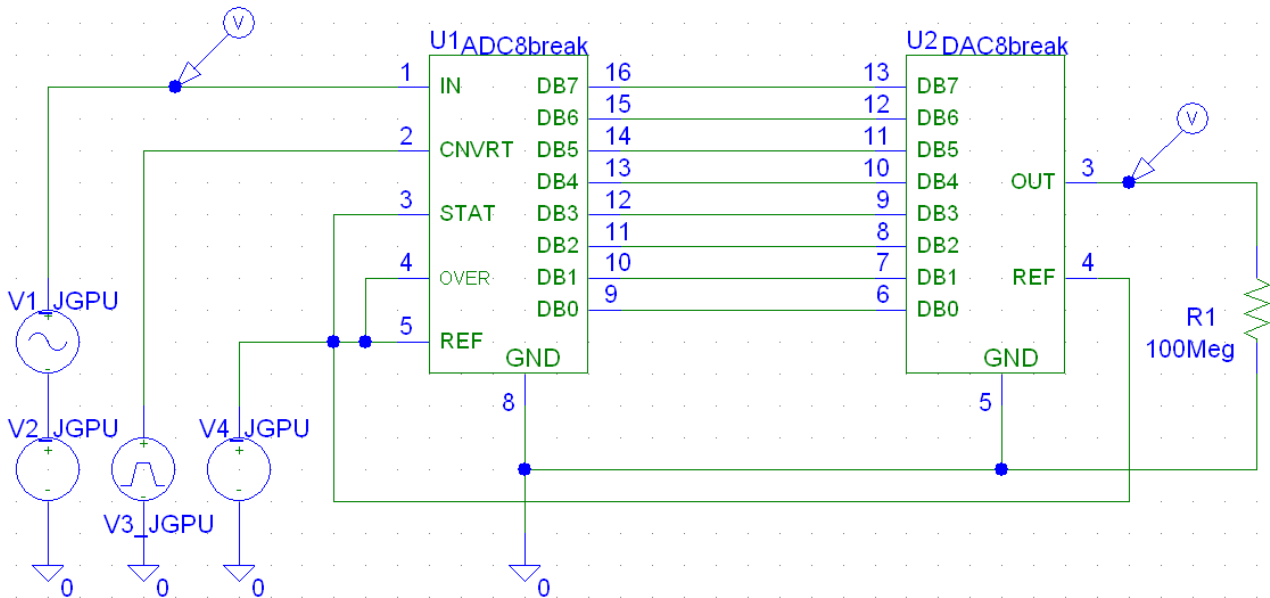 V
U1 ADC8break
U2 DAC8break
1 IN DB7 16 13 DB7
DB6 15 12 DB6
2 CNVRT DB5 14 11 DB5
V
DB4 13 10 DB4 OUT 3
3 STAT DB3 12 9 DB3
DB2 11 8 DB2
4 OVER DB1 10 7 DB1 REF 4
DB0 9 6 DB0
5 REF
GND GND
8 5
V1_JGPU
+
-
R1
100Meg
V2_JGPU
+
-
+
-
V3_JGPU
V4_JGPU
+
-
0 0 0 0